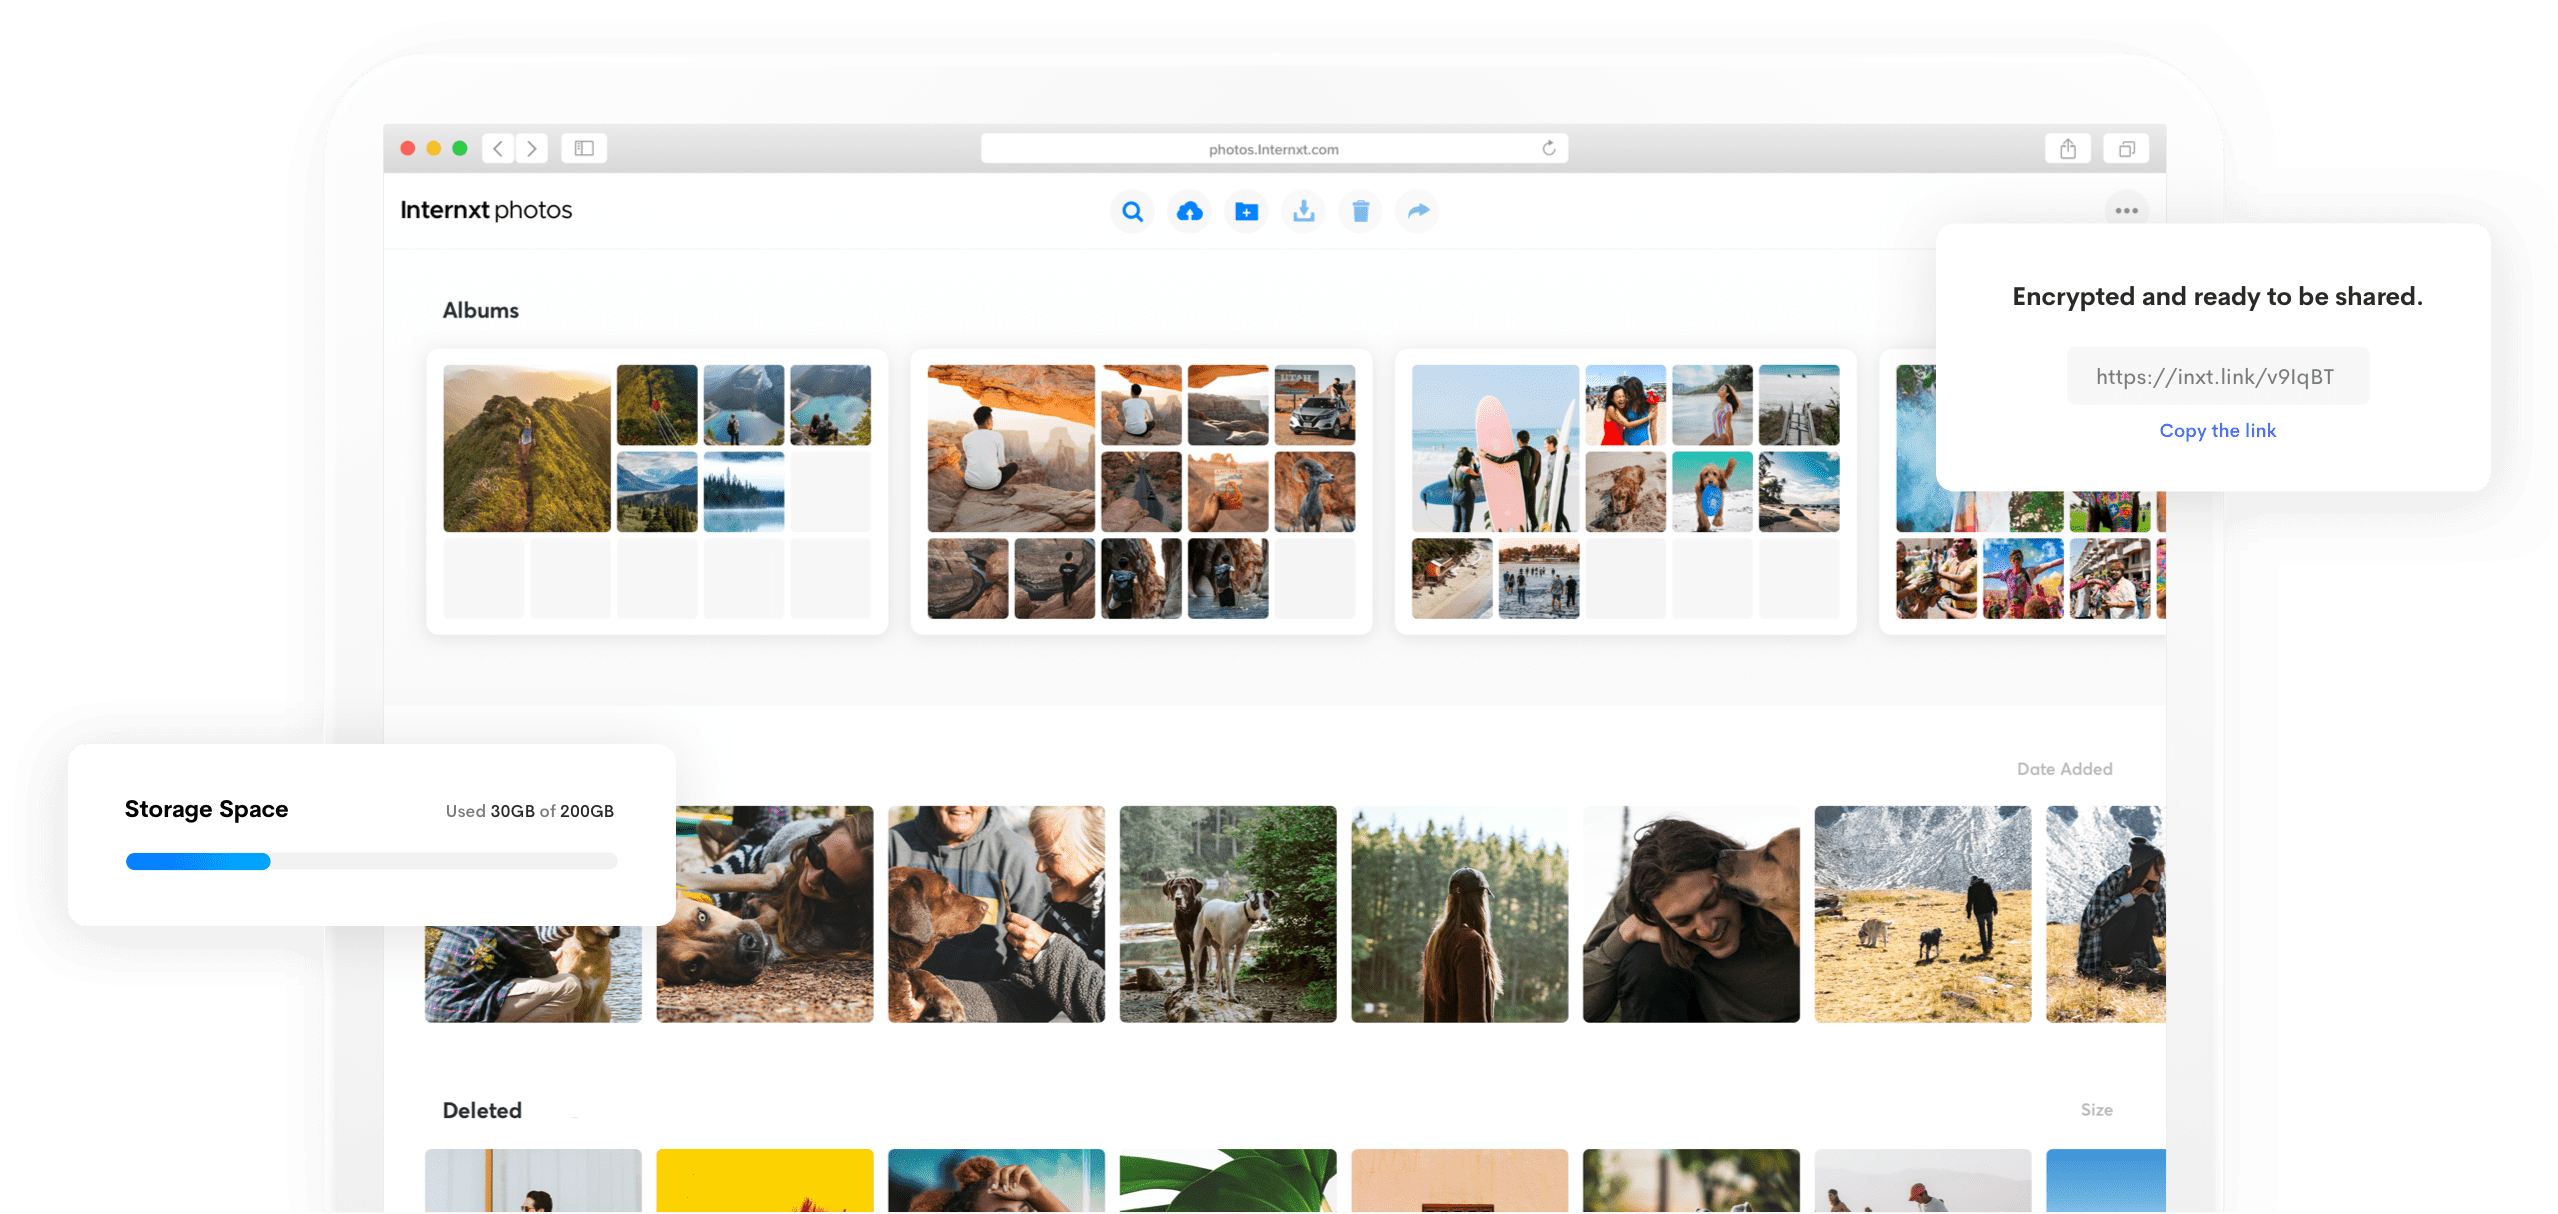 photos.Internxt.com
Internxt photos
Encrypted and ready to be shared.
https://inxt.link/v9IqBT
Copy the link
Albums
UTAH
Date Added
Storage Space
Used 30GB of 200GB
Deleted
Size